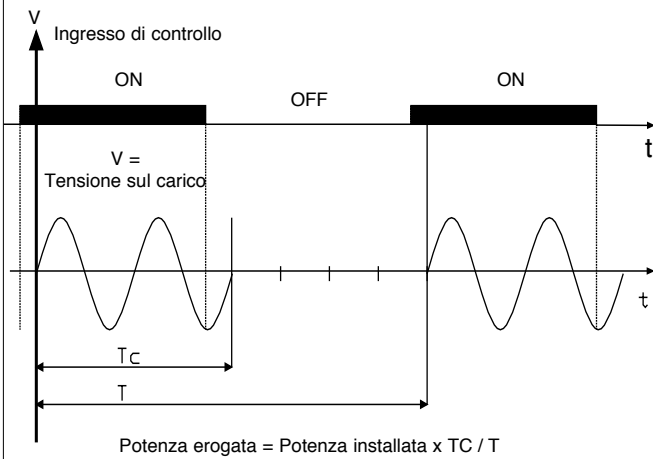 V
Ingresso di controllo
ON
OFF
ON
t
V =
Tensione sul carico
t
Tc
T
Potenza erogata = Potenza installata x TC / T